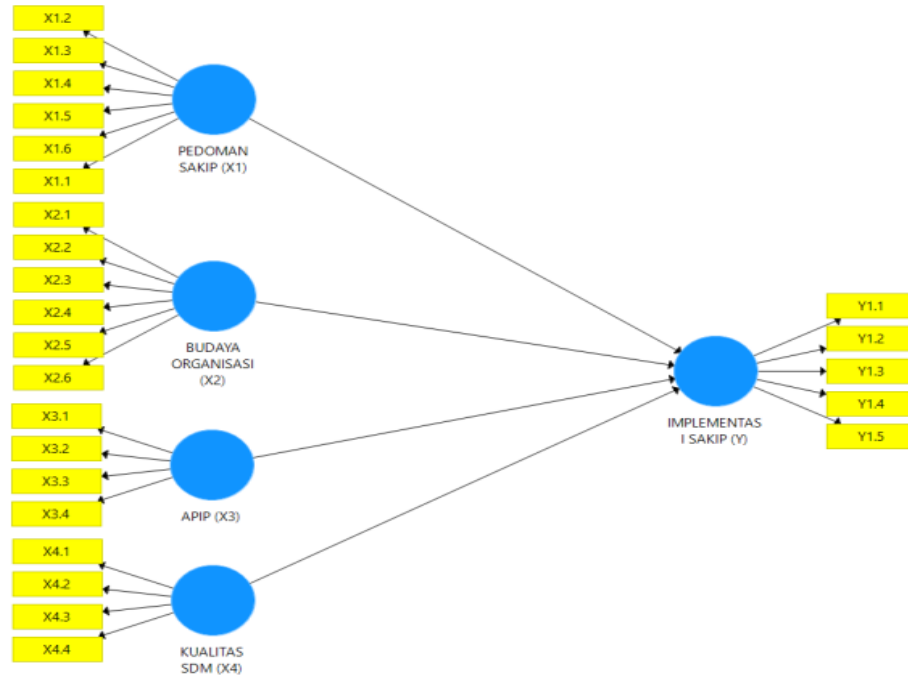 X1.2
X1.3
X1.4
X1.5
X1.6
X1.1
PEDOMAN
SAKIP (X1)
X2.1
X2.2
X2.3
X2.4
X2.5
X2.6
BUDAYA
ORGANISASI
(X2)
X3.1
X3.2
X3.3
X3.4
APIP (X3)
X4.1
X4.2
X4.3
X4.4
KUALITAS
SDM (X4)
IMPLEMENTAS
I SAKIP (Y)
Y1.1
Y1.2
Y1.3
Y1.4
Y1.5